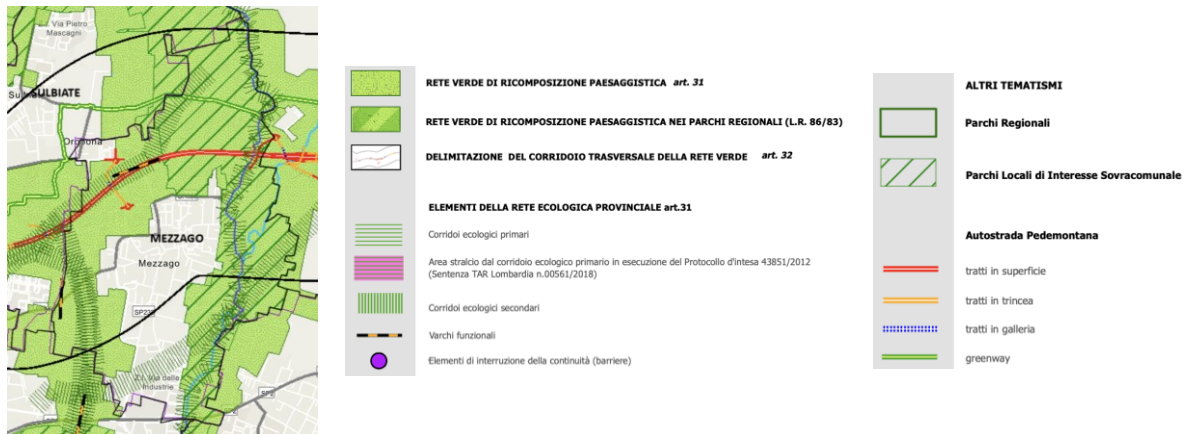 Z.I. Via Pietro
Mascagni
SULBIATE
MEZZAGO
Mezzago
Z.I. Via delle
Industrie
RETE VERDE DI RICOMPOSIZIONE PAESAGGISTICA art. 31
RETE VERDE DI RICOMPOSIZIONE PAESAGGISTICA NEI PARCHI REGIONALI (L.R. 86/83)
DELIMITAZIONE DEL CORRIDOIO TRASVERSALE DELLA RETE VERDE art. 32
ELEMENTI DELLA RETE ECOLOGICA PROVINCIALE art.31
Corridoi ecologici primari
Area stralcio dal corridoio ecologico primario in esecuzione del Protocollo d'intesa 43851/2012
(Sentenza TAR Lombardia n.00561/2018)
Corridoi ecologici secondari
Varchi funzionali
Elementi di interruzione della continuità (barriere)
ALTRI TEMATISMI
Parchi Regionali
Parchi Locali di Interesse Sovracomunale
Autostrada Pedemontana
tratti in superficie
tratti in trincea
tratti in galleria
greenway